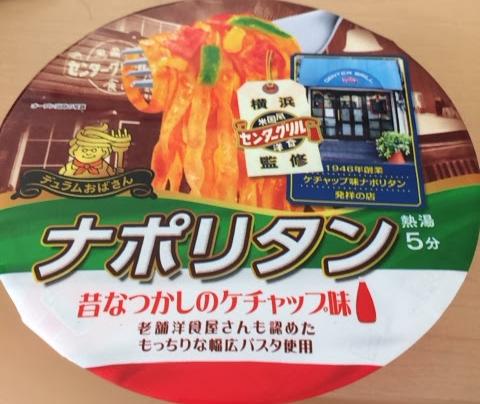 センターグリル
横浜
米国風
センターグリル
洋食
監修
CENTER GRILL
1946年創業
ケチャップ味ナポリタン
発祥の店
デュラムおばさん
ナポリタン
熱湯
5分
昔なつかしのケチャップ味
老舗洋食屋さんも認めた
もっちりな幅広パスタ使用